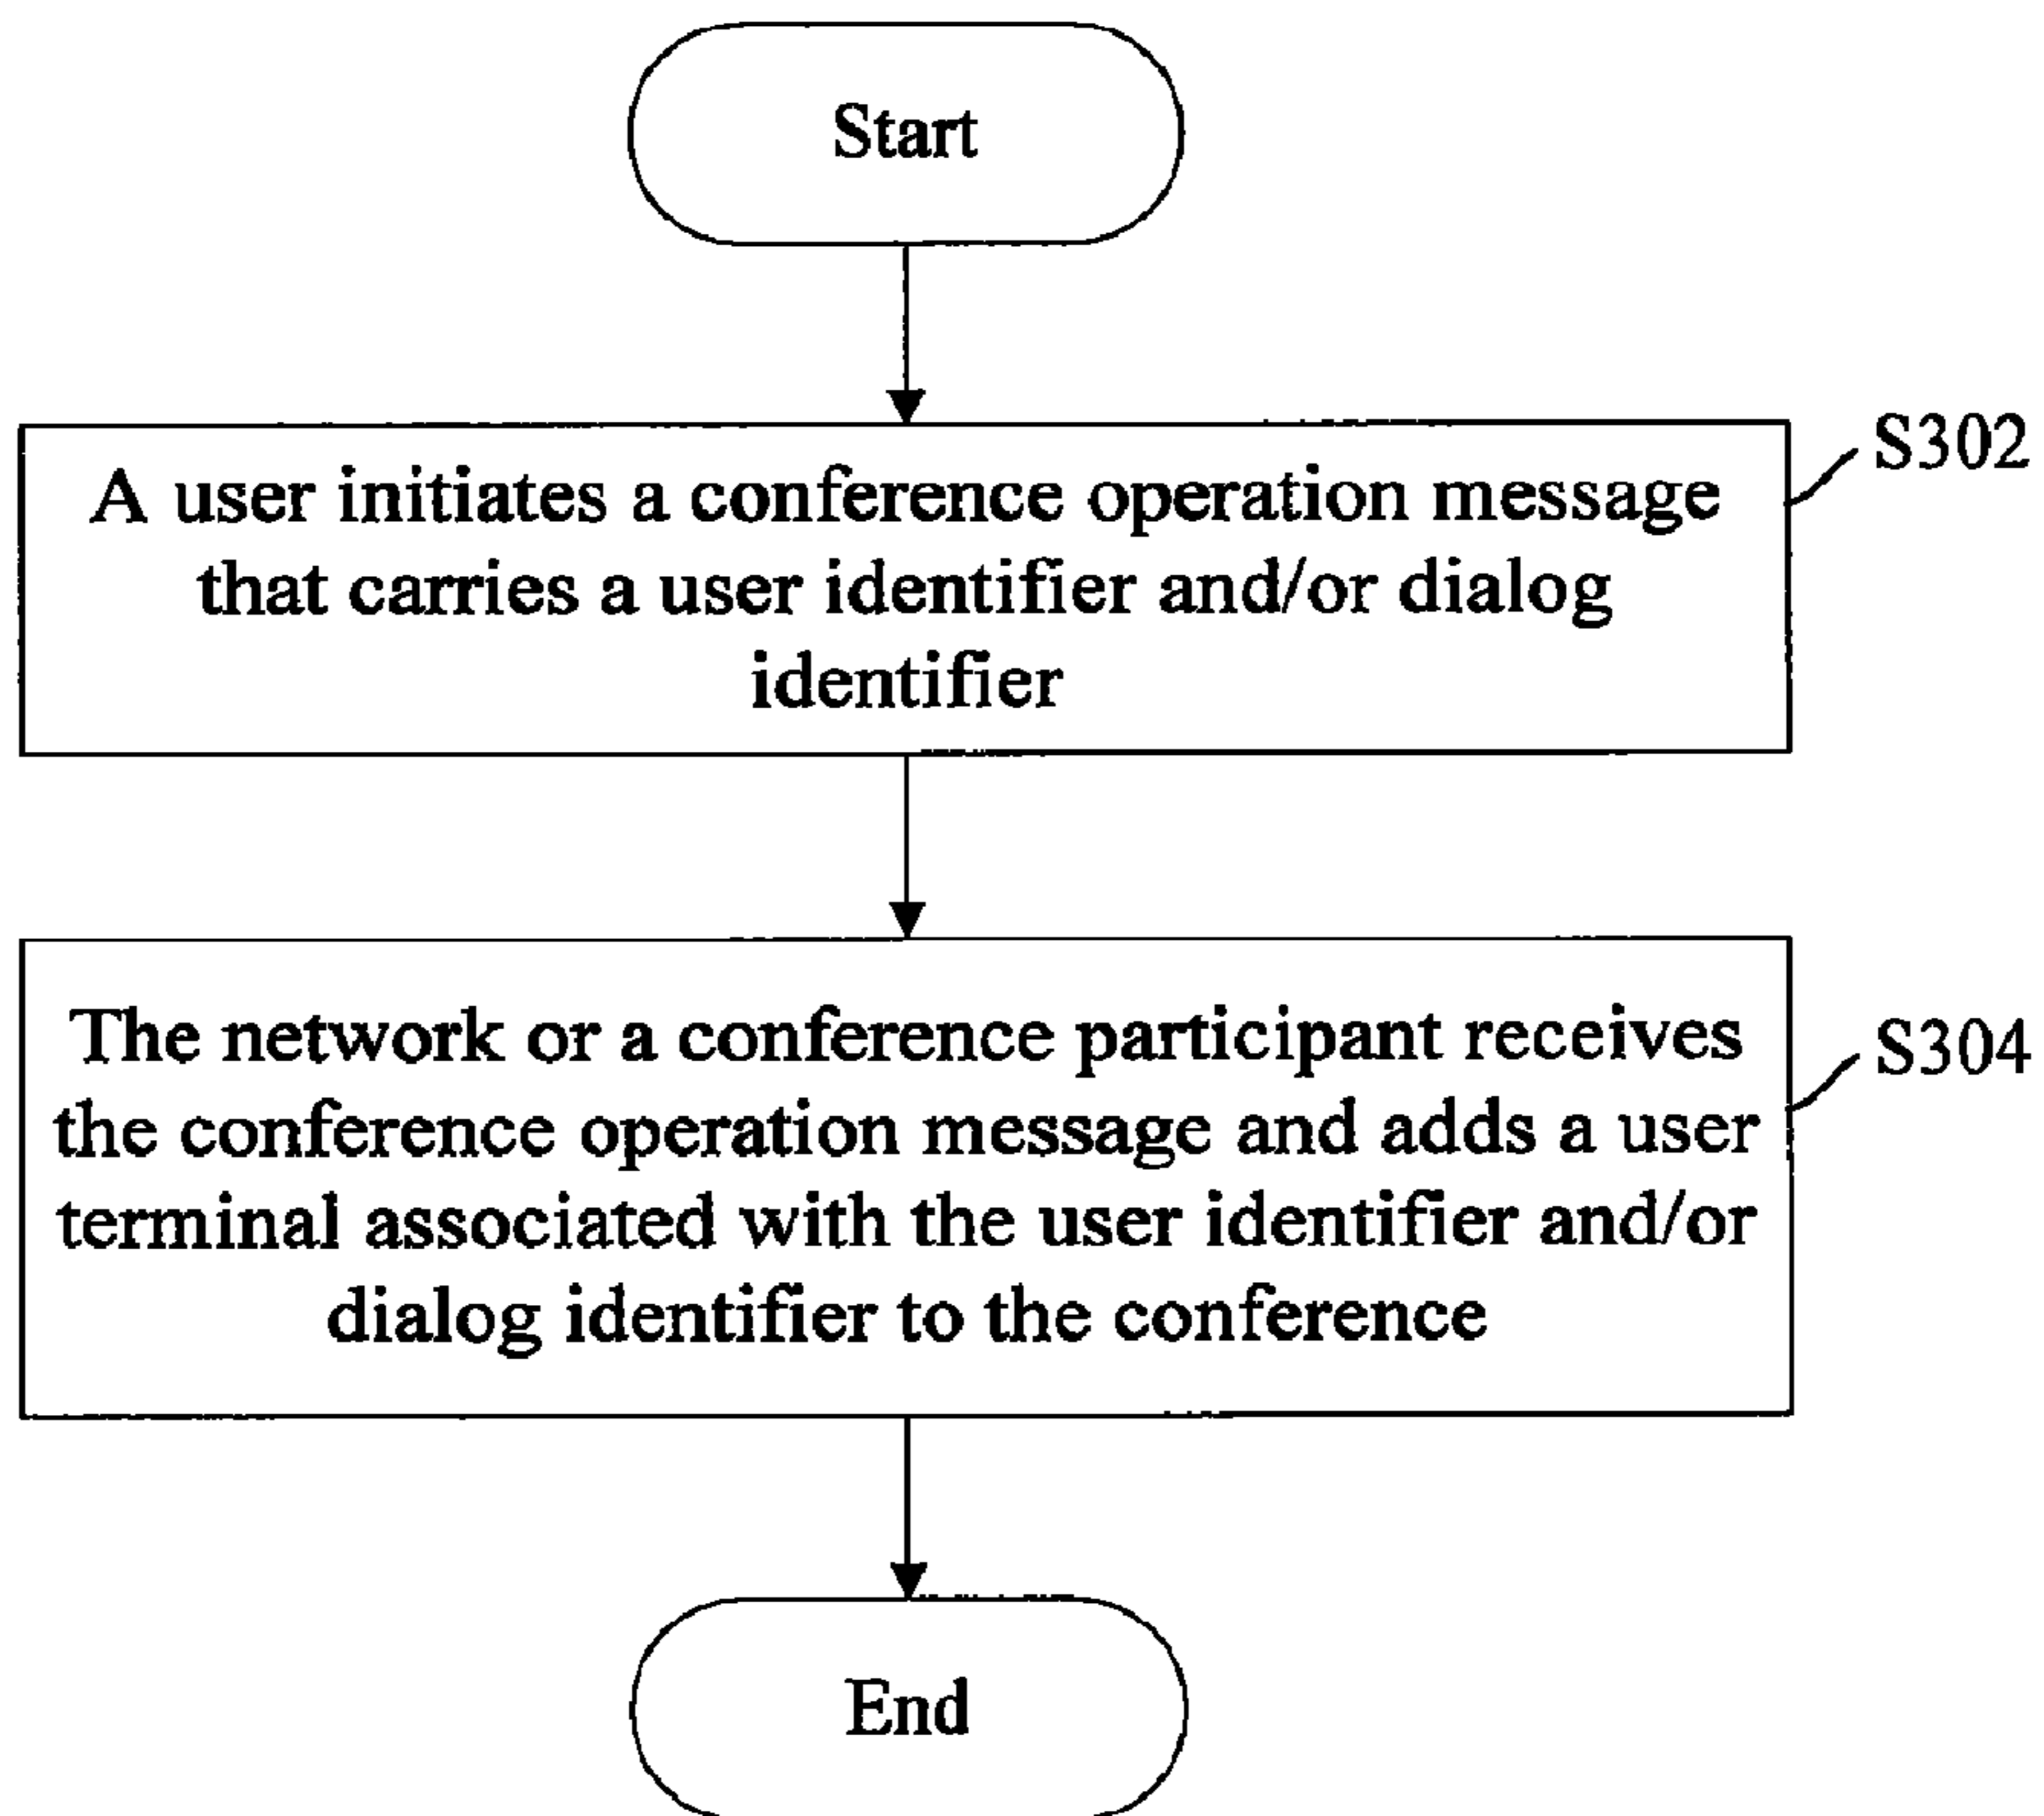 Start
S302
A user initiates a conference operation message
that carries a user identifier and/or dialog
identifier
The network or a conference participant receives
S304
the conference operation message and adds a user
terminal associated with the user identifier and/or
dialog identifier to the conference
End